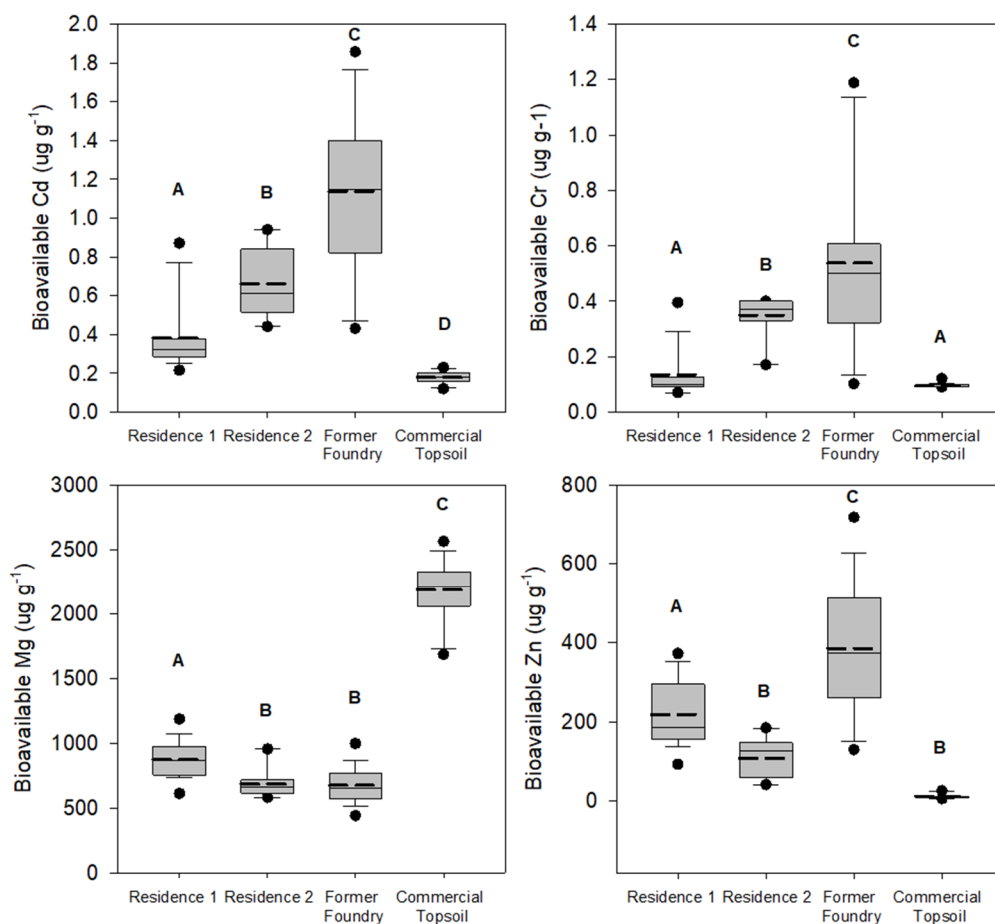 Bioavailable Cd (ug g⁻¹)
2.0
1.8
1.6
1.4
1.2
1.0
0.8
0.6
0.4
0.2
0.0
A
B
C
D
Residence 1
Residence 2
Former
Foundry
Commercial
Topsoil
Bioavailable Cr (ug g-1)
1.4
1.2
1.0
0.8
0.6
0.4
0.2
0.0
A
B
C
A
Residence 1
Residence 2
Former
Foundry
Commercial
Topsoil
Bioavailable Mg (ug g⁻¹)
3000
2500
2000
1500
1000
500
0
A
B
B
C
Residence 1
Residence 2
Former
Foundry
Commercial
Topsoil
Bioavailable Zn (ug g⁻¹)
800
600
400
200
0
A
B
C
B
Residence 1
Residence 2
Former
Foundry
Commercial
Topsoil